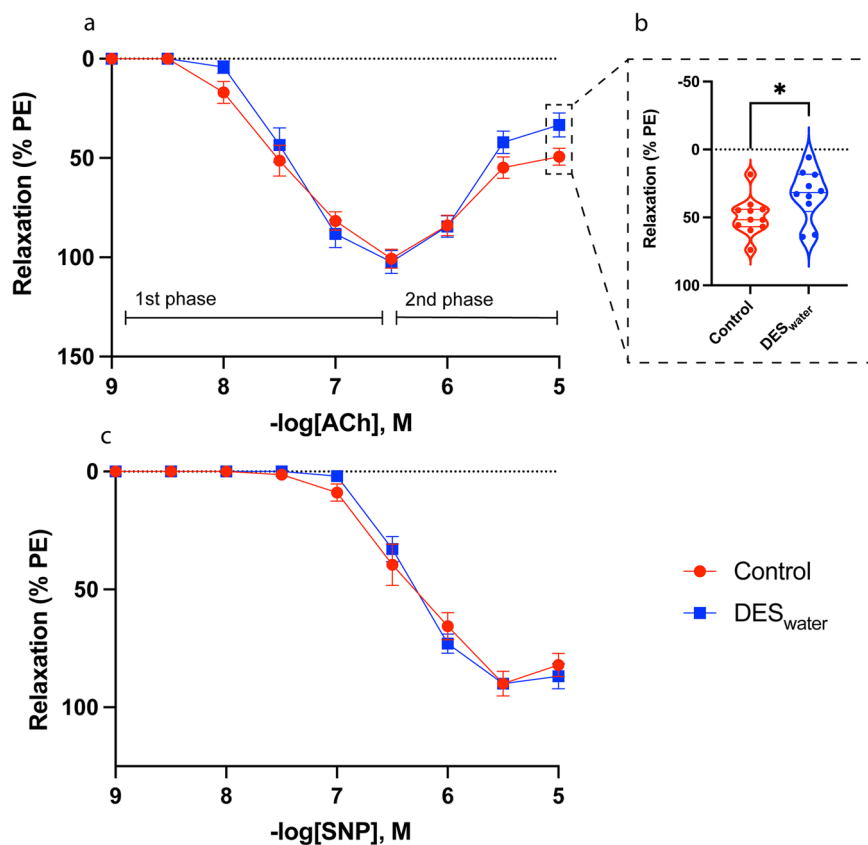 a
0
50
100
150
Relaxation (% PE)
1st phase
2nd phase
9
8
7
6
5
-log[ACh], M
b
-50
0
50
100
Relaxation (% PE)
*
Control
DESwater
c
0
50
100
Relaxation (% PE)
9
8
7
6
5
-log[SNP], M
Control
DESwater